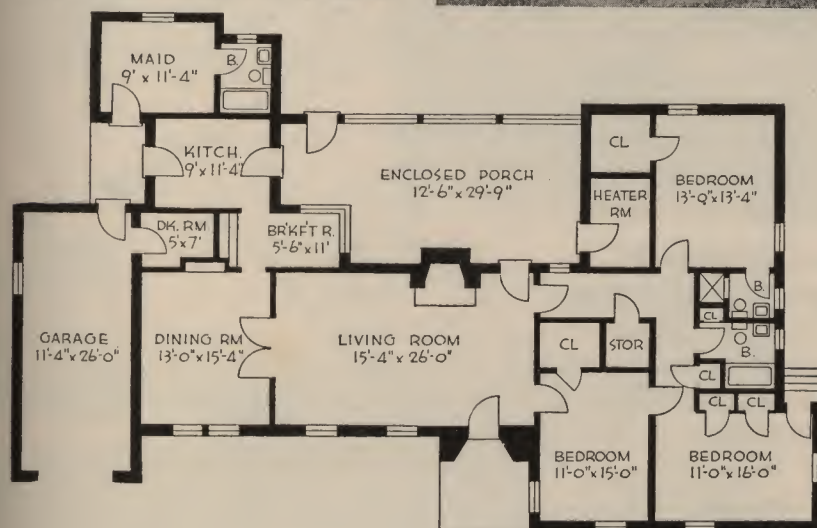 MAID
9' x 11'-4"
B.
KITCH.
9' x 11'-4"
ENCLOSED PORCH
12'-6" x 29'-9"
CL
HEATER
RM
BEDROOM
13'-0" x 13'-4"
DK. RM
5' x 7'
BR'KF'T R.
5'-6" x 11'
GARAGE
11'-4" x 26'-0"
DINING RM
13'-0" x 15'-4"
LIVING ROOM
15'-4" x 26'-0"
CL
STOR
B.
CL
B.
CL
CL
CL
BEDROOM
11'-0" x 15'-0"
BEDROOM
11'-0" x 16'-0"